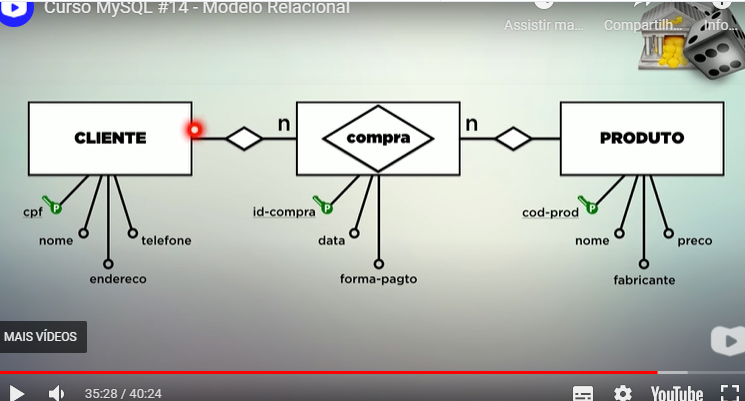 Curso MySQL #14 - Modelo Relacional
Assistir ma...
Compartilh...
Info...
CLIENTE
n
compra
n
PRODUTO
P
cpf
nome
telefone
endereco
P
id-compra
data
forma-pagto
P
cod-prod
nome
preco
fabricante
MAIS VÍDEOS
35:28 / 40:24
YouTube